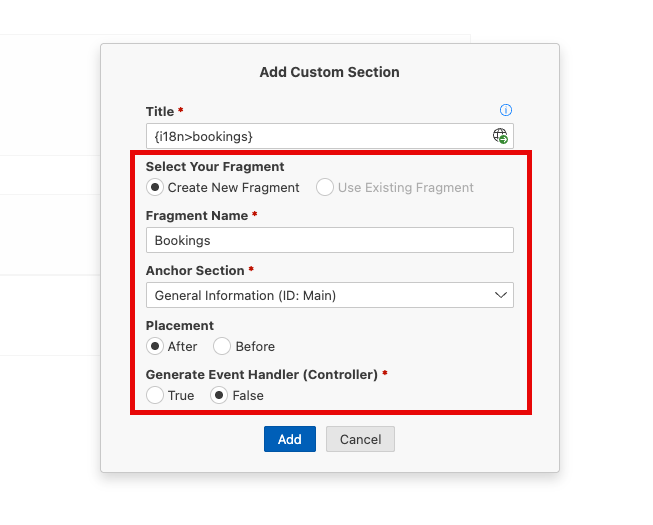 Add Custom Section
Title *
{i18n>bookings}
Select Your Fragment
Create New Fragment Use Existing Fragment
Fragment Name *
Bookings
Anchor Section *
General Information (ID: Main)
Placement
After Before
Generate Event Handler (Controller) *
True False
Add Cancel